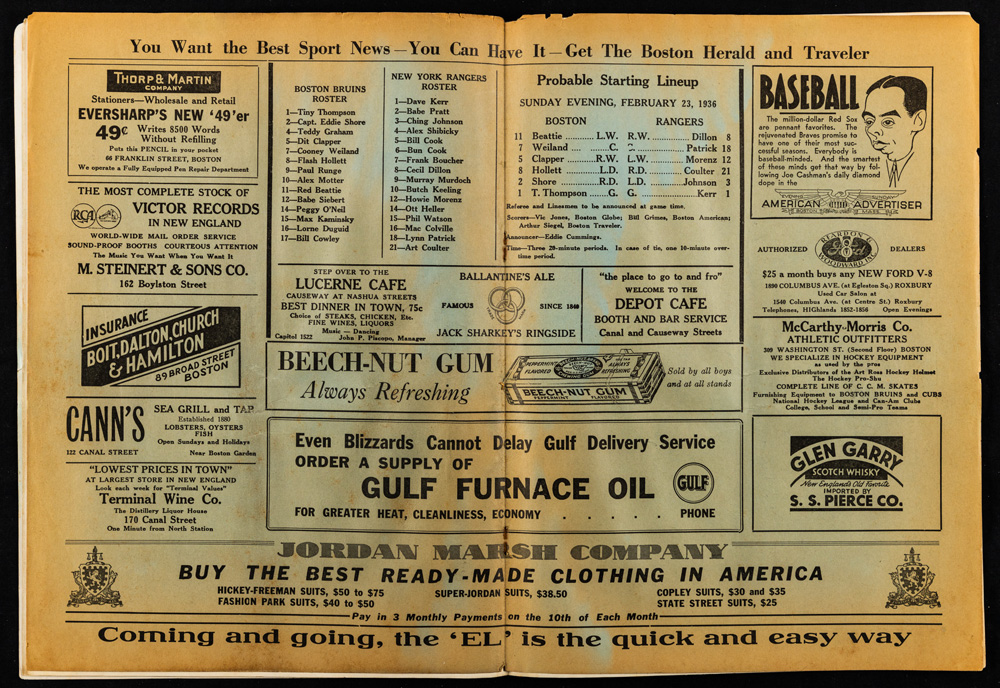 You Want the Best Sport News—You Can Have It—Get The Boston Herald and Traveler
THORP & MARTIN
COMPANY
Stationers—Wholesale and Retail
EVERSHARP'S NEW '49'er
49c Writes 8500 Words
Without Refilling
Puts this PENCIL in your pocket
66 FRANKLIN STREET, BOSTON
We operate a Fully Equipped Pen Repair Department
THE MOST COMPLETE STOCK OF
RCA
VICTOR RECORDS
IN NEW ENGLAND
WORLD-WIDE MAIL ORDER SERVICE
SOUND-PROOF BOOTHS COURTEOUS ATTENTION
The Music You Want When You Want It
M. STEINERT & SONS CO.
162 Boylston Street
INSURANCE
BOIT, DALTON, CHURCH
& HAMILTON
89 BROAD STREET
BOSTON
CANN'S
SEA GRILL and TAP
Established 1880
LOBSTERS, OYSTERS
FISH
Open Sundays and Holidays
122 CANAL STREET Near Boston Garden
"LOWEST PRICES IN TOWN"
AT LARGEST STORE IN NEW ENGLAND
Look each week for "Terminal Values"
Terminal Wine Co.
The Distillery Liquor House
170 Canal Street
One Minute from North Station
BOSTON BRUINS
ROSTER
1—Tiny Thompson
2—Capt. Eddie Shore
4—Teddy Graham
5—Dit Clapper
7—Cooney Weiland
8—Flash Hollett
9—Paul Runge
10—Alex Motter
11—Red Beattie
12—Babe Siebert
14—Peggy O'Neil
15—Max Kaminsky
16—Lorne Duguid
17—Bill Cowley
NEW YORK RANGERS
ROSTER
1—Dave Kerr
2—Babe Pratt
3—Ching Johnson
4—Alex Shibicky
5—Bill Cook
6—Bun Cook
7—Frank Boucher
8—Cecil Dillon
9—Murray Murdoch
10—Butch Keeling
12—Howie Morenz
14—Ott Heller
15—Phil Watson
16—Mac Colville
18—Lynn Patrick
21—Art Coulter
Probable Starting Lineup
SUNDAY EVENING, FEBRUARY 23, 1936
BOSTON RANGERS
11 Beattie .......... L.W. R.W. .......... Dillon 8
7 Weiland .... C. .......... Patrick 18
5 Clapper .......... R.W. L.W. .......... Morenz 12
8 Hollett .......... L.D. R.D. .......... Coulter 21
2 Shore .......... R.D. L.D. .......... Johnson 3
1 T. Thompson .... G. G. .......... Kerr 1
Referee and Linesmen to be announced at game time.
Scorers—Vic Jones, Boston Globe; Bill Grimes, Boston American;
Arthur Siegel, Boston Traveler.
Announcer—Eddie Cummings.
Time—Three 20-minute periods. In case of tie, one 10-minute over-
time period.
STEP OVER TO THE
LUCERNE CAFE
CAUSEWAY AT NASHUA STREETS
BEST DINNER IN TOWN, 75c
Choice of STEAKS, CHICKEN, Etc.
FINE WINES, LIQUORS
Music — Dancing
Capitol 1522 John P. Piscopo, Manager
BALLANTINE'S ALE
FAMOUS SINCE 1840
JACK SHARKEY'S RINGSIDE
"the place to go to and fro"
WELCOME TO THE
DEPOT CAFE
BOOTH AND BAR SERVICE
Canal and Causeway Streets
BEECH-NUT GUM
Always Refreshing
BEECH-NUT GUM
PEPPERMINT FLAVORED
Sold by all boys
and at all stands
Even Blizzards Cannot Delay Gulf Delivery Service
ORDER A SUPPLY OF
GULF FURNACE OIL
GULF
FOR GREATER HEAT, CLEANLINESS, ECONOMY . . . . . . PHONE
BASEBALL
The million-dollar Red Sox
are pennant favorites. The
rejuvenated Braves promise to
have one of their most suc-
cessful seasons. Everybody is
baseball-minded. And the smartest
of these minds get that way by fol-
lowing Joe Cashman's daily diamond
dope in the
AMERICAN SUNDAY ADVERTISER
AUTHORIZED DEALERS
BEARDON & WOODWARD INC
Ford
$25 a month buys any NEW FORD V-8
1890 COLUMBUS AVE. (at Egleston Sq.) ROXBURY
Used Car Salon at
1540 Columbus Ave. (at Centre St.) Roxbury
Telephones, HIGhlands 1852-1856 Open Evenings
McCarthy-Morris Co.
ATHLETIC OUTFITTERS
309 WASHINGTON ST. (Second Floor) BOSTON
WE SPECIALIZE IN HOCKEY EQUIPMENT
as used by the pros
Exclusive Distributors of the Art Ross Hockey Helmet
The Hockey Pro-Shu
COMPLETE LINE OF C. C. M. SKATES
Furnishing Equipment to BOSTON BRUINS and CUBS
National Hockey League and Can-Am Clubs
College, School and Semi-Pro Teams
GLEN GARRY
SCOTCH WHISKY
New England's Old Favorite
IMPORTED BY
S. S. PIERCE CO.
JORDAN MARSH COMPANY
BUY THE BEST READY-MADE CLOTHING IN AMERICA
HICKEY-FREEMAN SUITS, $50 to $75 SUPER-JORDAN SUITS, $38.50 COPLEY SUITS, $30 and $35
FASHION PARK SUITS, $40 to $50 STATE STREET SUITS, $25
Pay in 3 Monthly Payments on the 10th of Each Month
Coming and going, the 'EL' is the quick and easy way